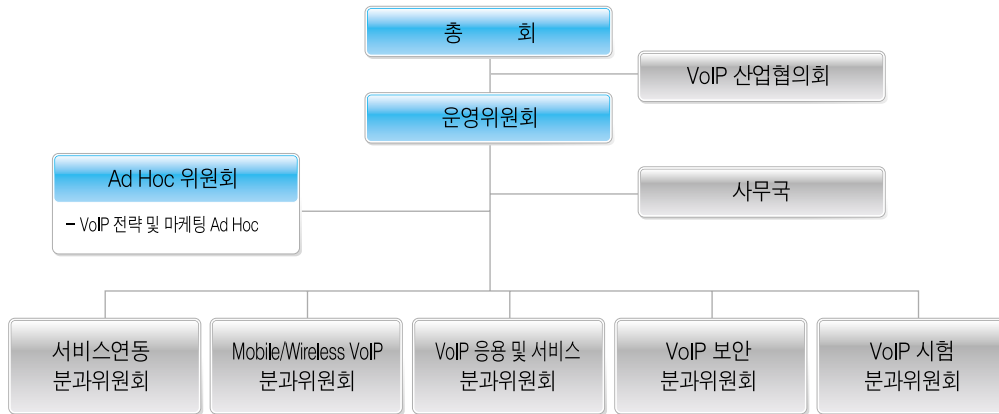 총 회
VoIP 산업협의회
운영위원회
Ad Hoc 위원회
– VoIP 전략 및 마케팅 Ad Hoc
사무국
서비스연동
분과위원회
Mobile/Wireless VoIP
분과위원회
VoIP 응용 및 서비스
분과위원회
VoIP 보안
분과위원회
VoIP 시험
분과위원회